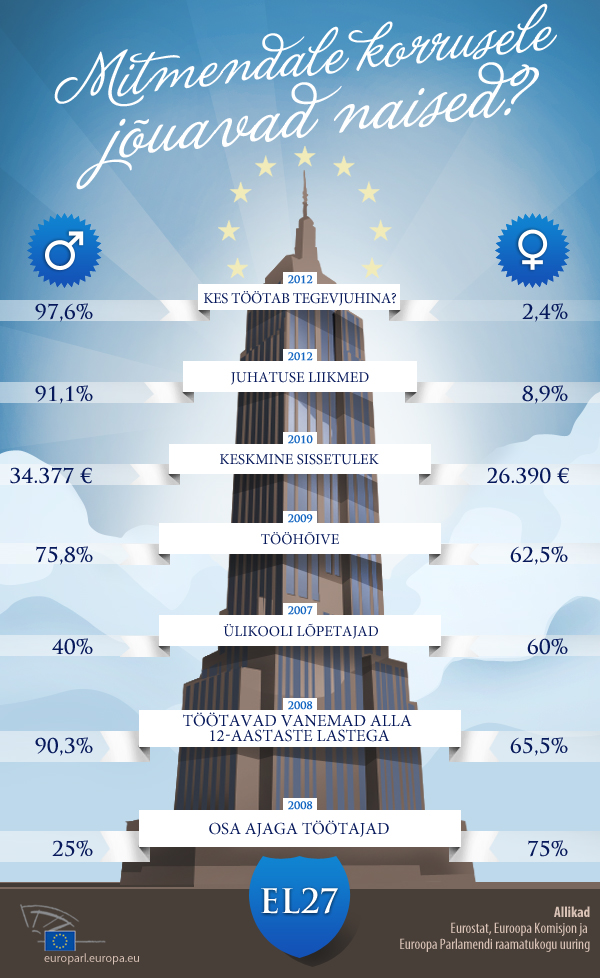 Mitmendale korrusele
jõuavad naised?
♂
♀
2012
KES TÖÖTAB TEGEVJUHINA?
97,6%
2,4%
2012
JUHATUSE LIIKMED
91,1%
8,9%
2010
KESKMINE SISSETULEK
34.377 €
26.390 €
2009
TÖÖHÕIVE
75,8%
62,5%
2007
ÜLIKOOLI LÕPETAJAD
40%
60%
2008
TÖÖTAVAD VANEMAD ALLA
12-AASTASTE LASTEGA
90,3%
65,5%
2008
OSA AJAGA TÖÖTAJAD
25%
75%
EL27
europarl.europa.eu
Allikad
Eurostat, Euroopa Komisjon ja
Euroopa Parlamendi raamatukogu uuring